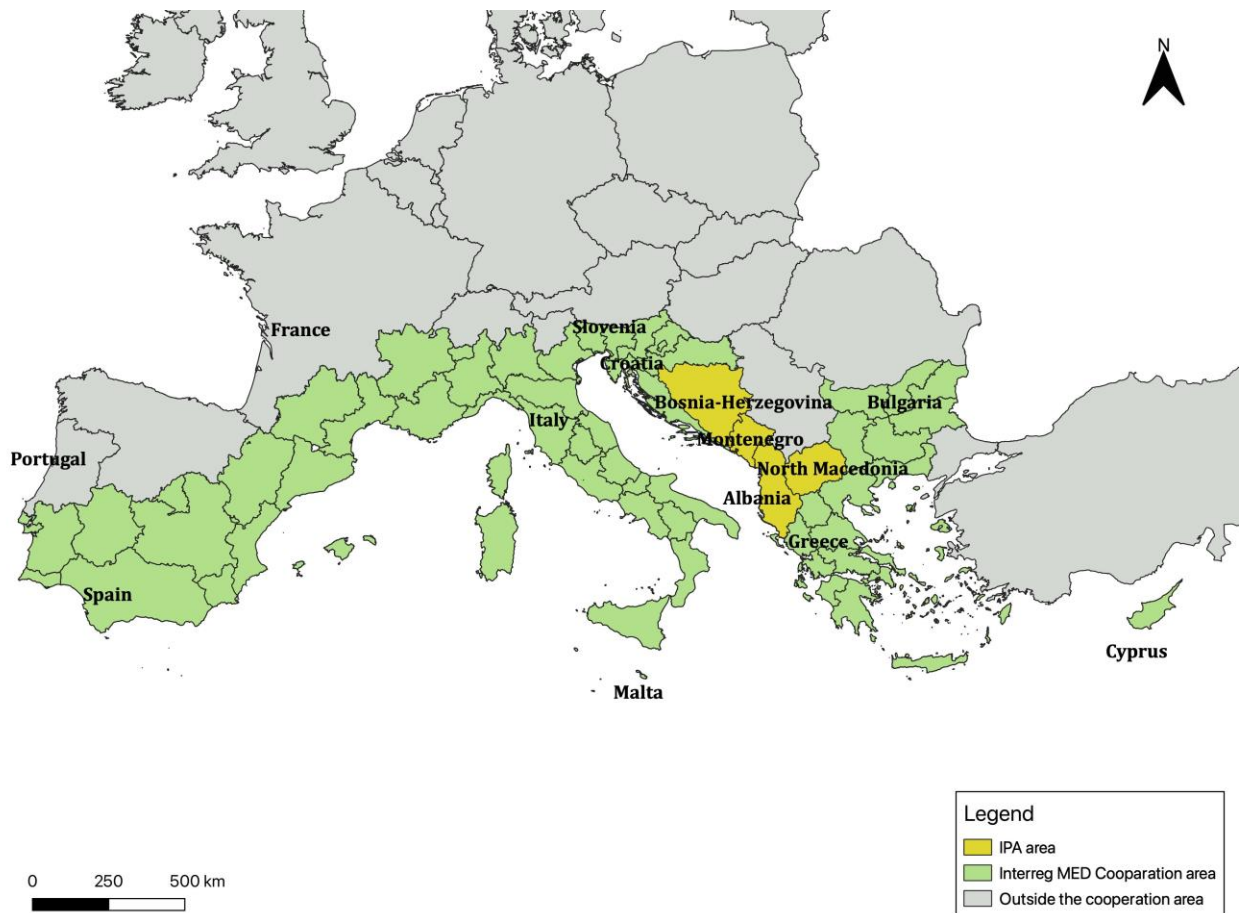 N
Slovenia
France
Croatia
Bosnia-Herzegovina
Bulgaria
Italy
Montenegro
Portugal
North Macedonia
Albania
Greece
Spain
Cyprus
Malta
Legend
IPA area
Interreg MED Cooparation area
Outside the cooperation area
0 250 500 km